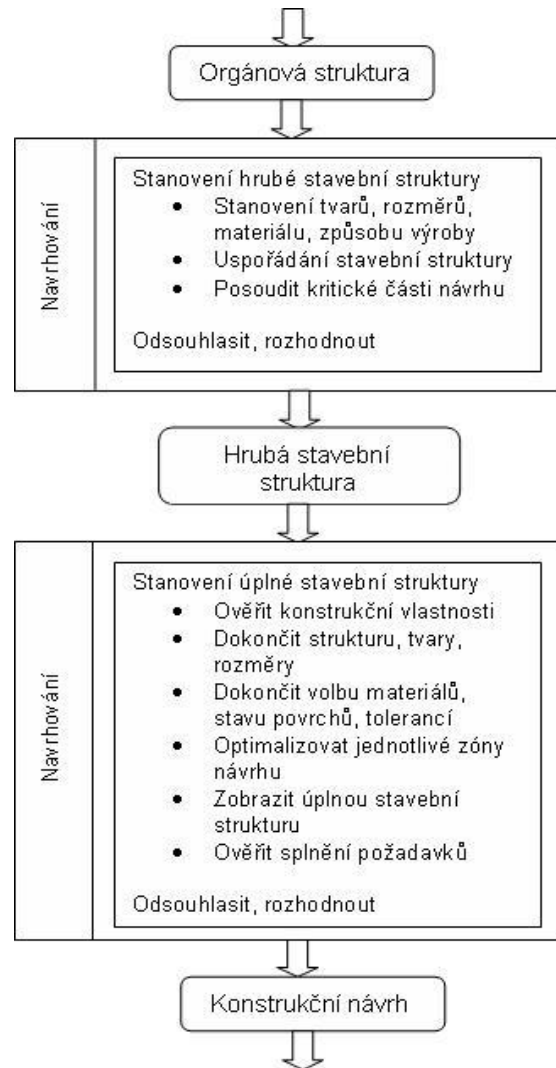 Orgánová struktura
Navrhování
Stanovení hrubé stavební struktury
• Stanovení tvarů, rozměrů,
materiálu, způsobu výroby
• Uspořádání stavební struktury
• Posoudit kritické části návrhu
Odsouhlasit, rozhodnout
Hrubá stavební
struktura
Navrhování
Stanovení úplné stavební struktury
• Ověřit konstrukční vlastnosti
• Dokončit strukturu, tvary,
rozměry
• Dokončit volbu materiálů,
stavu povrchů, tolerancí
• Optimalizovat jednotlivé zóny
návrhu
• Zobrazit úplnou stavební
strukturu
• Ověřit splnění požadavků
Odsouhlasit, rozhodnout
Konstrukční návrh